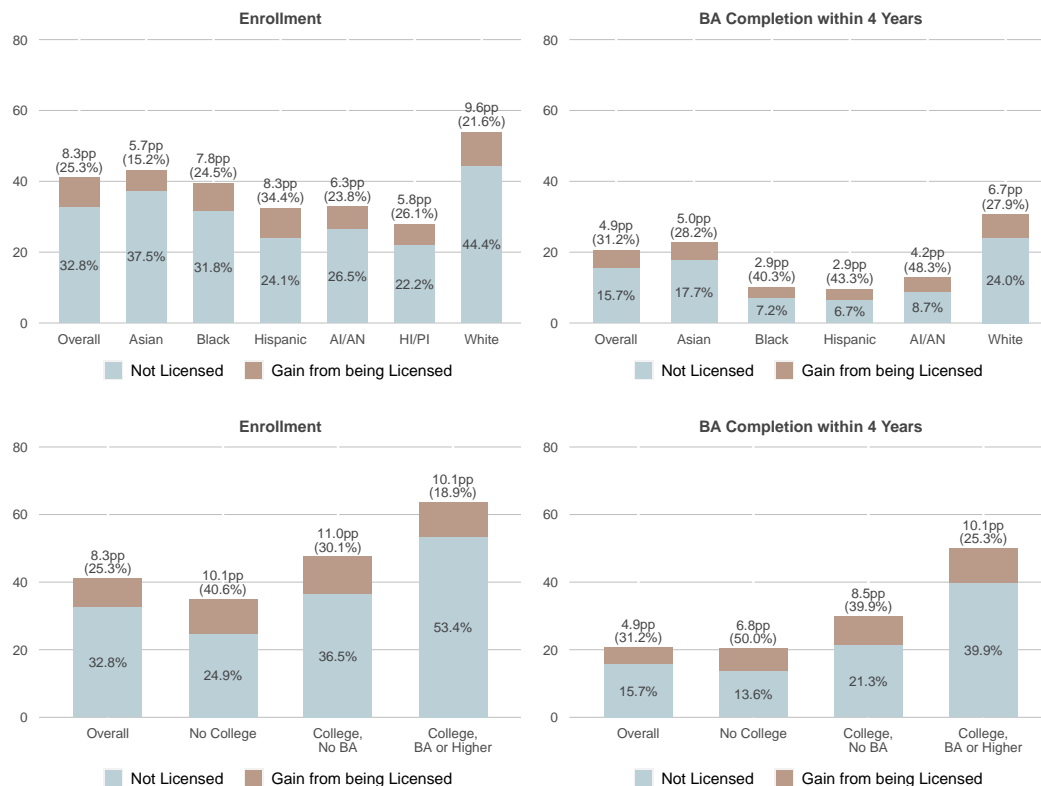 Enrollment
80
60
40
20
0
8.3pp
(25.3%)
5.7pp
(15.2%)
7.8pp
(24.5%)
8.3pp
(34.4%)
6.3pp
(23.8%)
5.8pp
(26.1%)
9.6pp
(21.6%)
32.8%
37.5%
31.8%
24.1%
26.5%
22.2%
44.4%
Overall
Asian
Black
Hispanic
AI/AN
HI/PI
White
Not Licensed
Gain from being Licensed
BA Completion within 4 Years
80
60
40
20
0
4.9pp
(31.2%)
5.0pp
(28.2%)
2.9pp
(40.3%)
2.9pp
(43.3%)
4.2pp
(48.3%)
6.7pp
(27.9%)
15.7%
17.7%
7.2%
6.7%
8.7%
24.0%
Overall
Asian
Black
Hispanic
AI/AN
White
Not Licensed
Gain from being Licensed
Enrollment
80
60
40
20
0
8.3pp
(25.3%)
10.1pp
(40.6%)
11.0pp
(30.1%)
10.1pp
(18.9%)
32.8%
24.9%
36.5%
53.4%
Overall
No College
College,
No BA
College,
BA or Higher
Not Licensed
Gain from being Licensed
BA Completion within 4 Years
80
60
40
20
0
4.9pp
(31.2%)
6.8pp
(50.0%)
8.5pp
(39.9%)
10.1pp
(25.3%)
15.7%
13.6%
21.3%
39.9%
Overall
No College
College,
No BA
College,
BA or Higher
Not Licensed
Gain from being Licensed